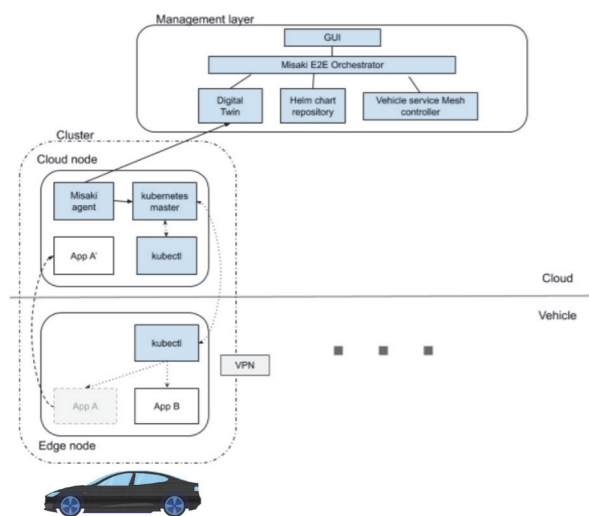 Management layer
GUI
Misaki E2E Orchestrator
Digital
Twin
Helm chart
repository
Vehicle service Mesh
controller
Cluster
Cloud node
Misaki
agent
kubernetes
master
App A'
kubectl
Cloud
Vehicle
kubectl
VPN
App A
App B
Edge node